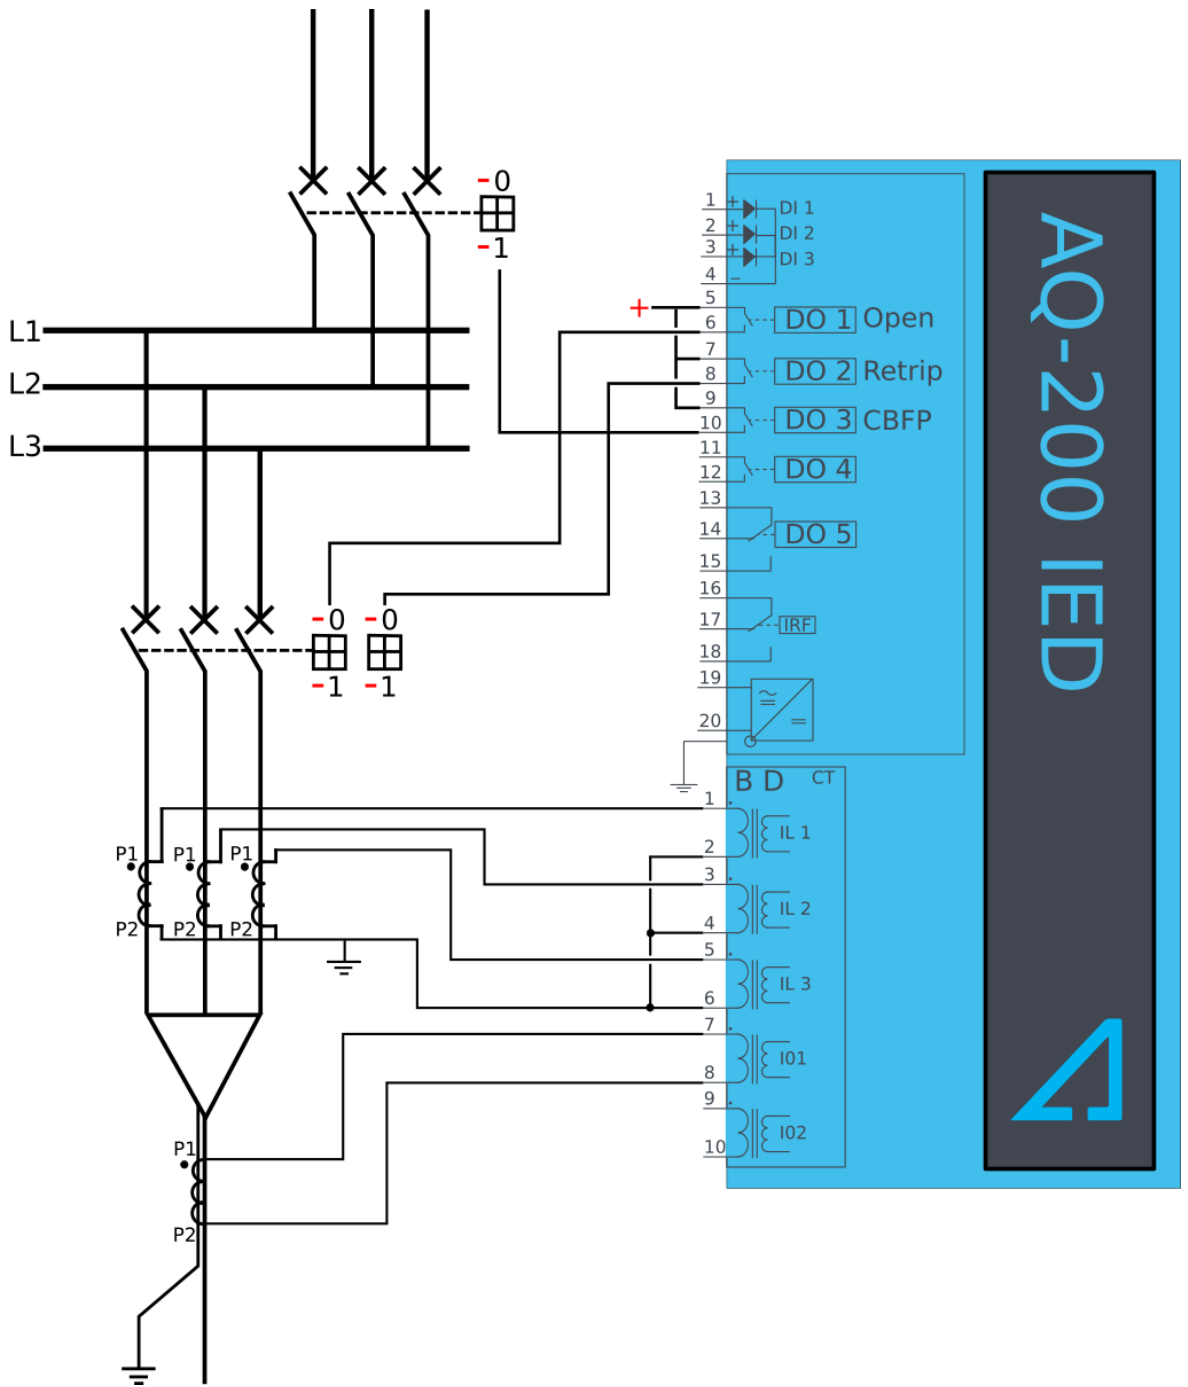 -0
-1
L1
L2
L3
-0 -0
-1 -1
P1 P1 P1
P2 P2 P2
P1
P2
+
1 + DI 1
2 + DI 2
3 + DI 3
4 -
5
6 DO 1 Open
7
8 DO 2 Retrip
9
10 DO 3 CBFP
11
12 DO 4
13
14 DO 5
15
16
17 IRF
18
19
20
B D CT
1
IL 1
2
3
IL 2
4
5
IL 3
6
7
I01
8
9
I02
10
AQ-200 IED